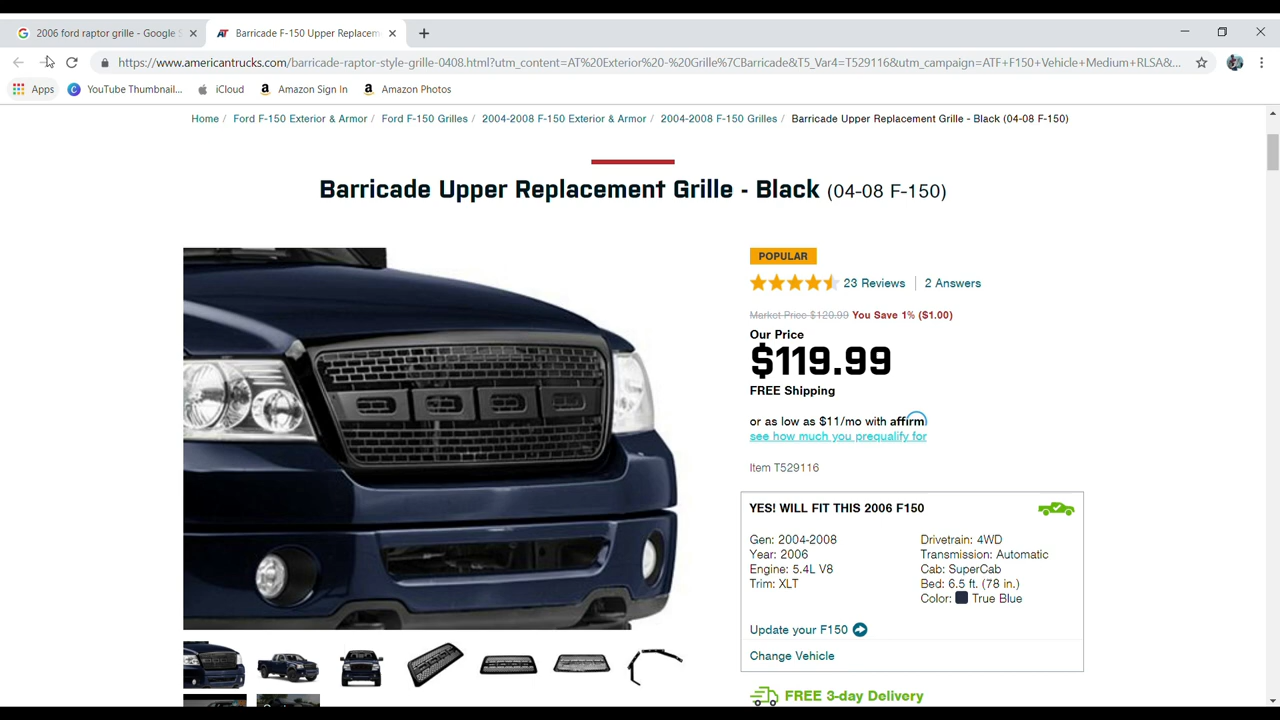 2006 ford raptor grille - Google S
Barricade F-150 Upper Replacem
https://www.americantrucks.com/barricade-raptor-style-grille-0408.html?utm_content=AT%20Exterior%20-%20Grille%7CBarricade&T5_Var4=T529116&utm_campaign=ATF+F150+Vehicle+Medium+RLSA&...
Apps
YouTube Thumbnail...
iCloud
Amazon Sign In
Amazon Photos
Home / Ford F-150 Exterior & Armor / Ford F-150 Grilles / 2004-2008 F-150 Exterior & Armor / 2004-2008 F-150 Grilles / Barricade Upper Replacement Grille - Black (04-08 F-150)
Barricade Upper Replacement Grille - Black (04-08 F-150)
POPULAR
23 Reviews | 2 Answers
Market Price $120.99 You Save 1% ($1.00)
Our Price
$119.99
FREE Shipping
or as low as $11/mo with affirm
see how much you prequalify for
Item T529116
YES! WILL FIT THIS 2006 F150
Gen: 2004-2008
Year: 2006
Engine: 5.4L V8
Trim: XLT
Drivetrain: 4WD
Transmission: Automatic
Cab: SuperCab
Bed: 6.5 ft. (78 in.)
Color: True Blue
Update your F150
Change Vehicle
FREE 3-day Delivery